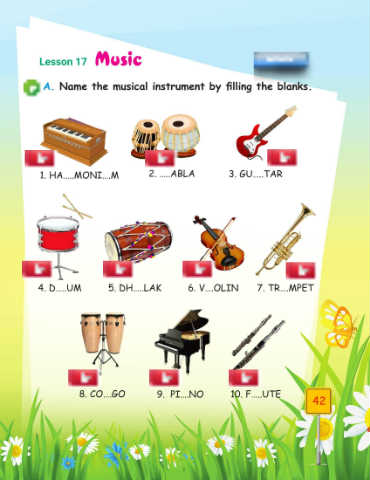 Lesson 17 Music
A. Name the musical instrument by filling the blanks.
1. HA.....MONI....M
2. .....ABLA
3. GU.....TAR
4. D.....UM
5. DH.....LAK
6. V....OLIN
7. TR....MPET
8. CO....GO
9. PI....NO
10. F.....UTE
42